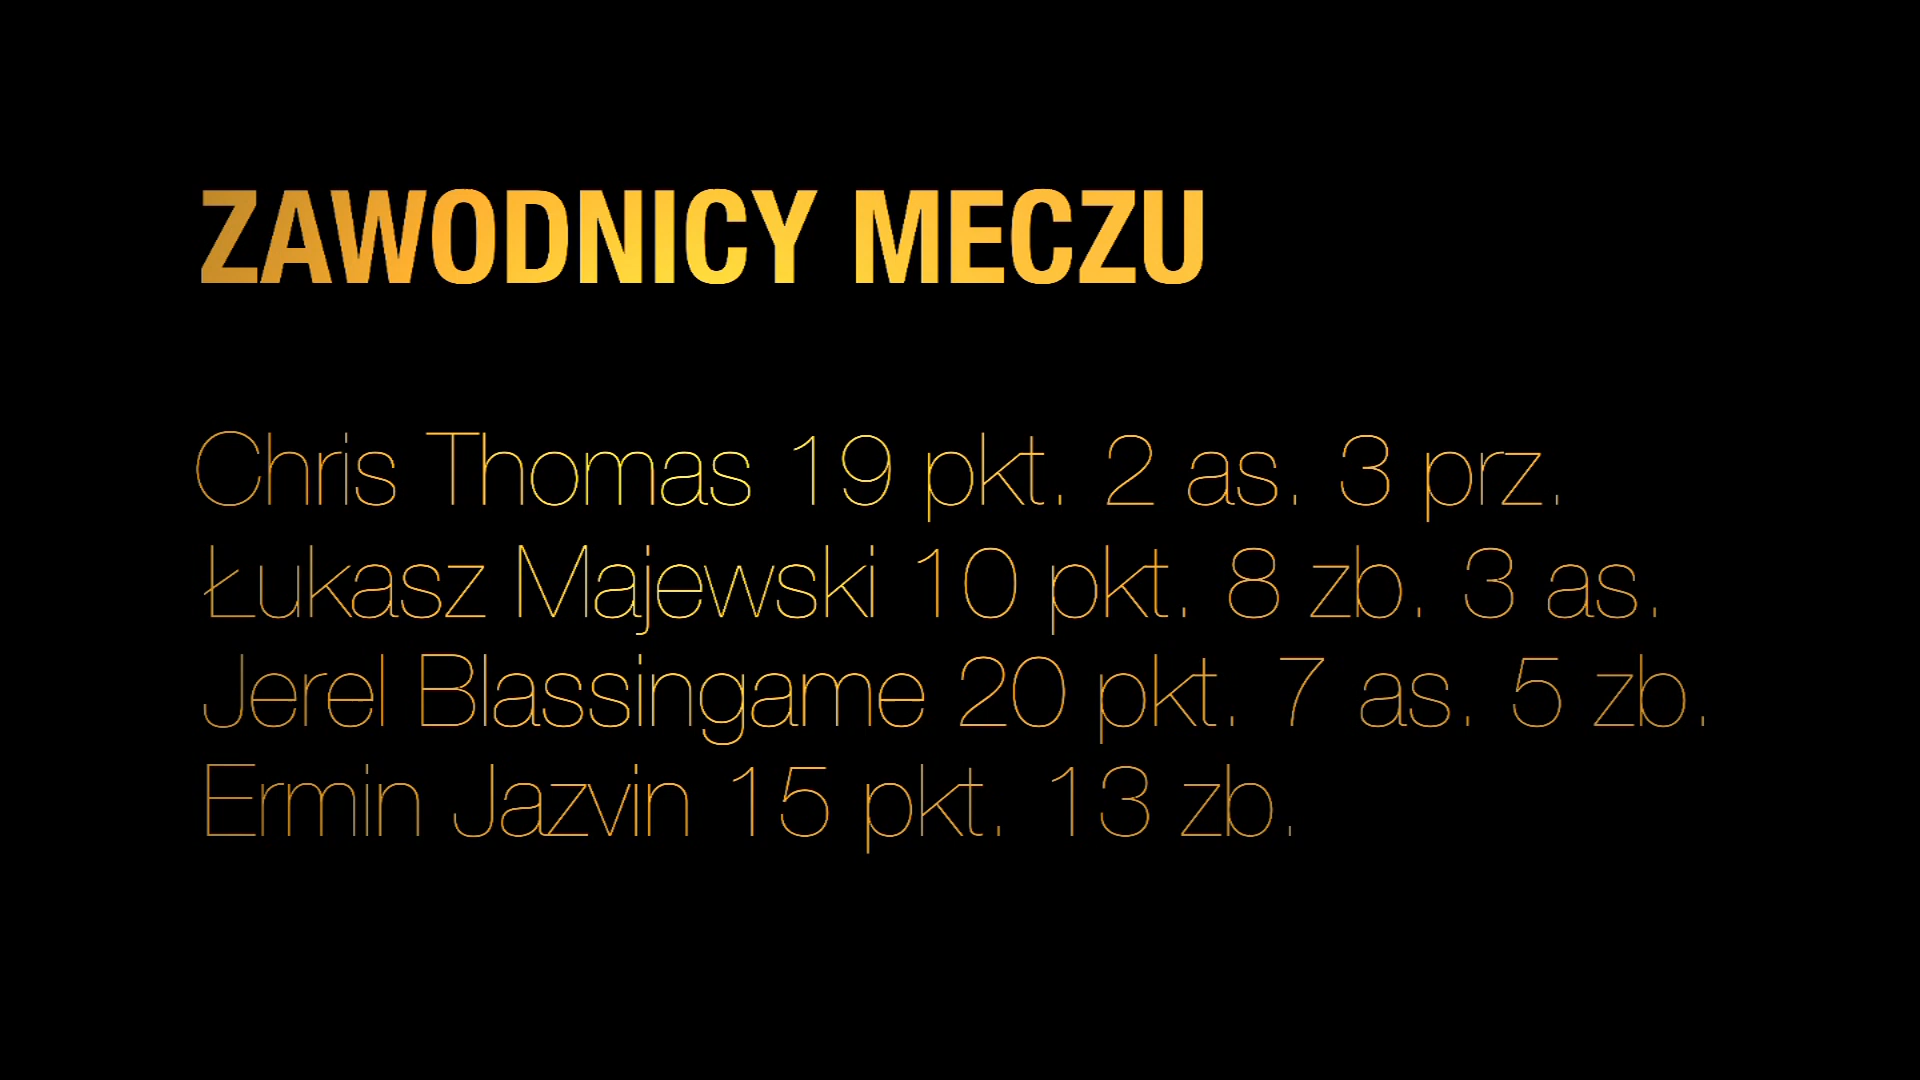 ZAWODNICY MECZU
Chris Thomas 19 pkt. 2 as. 3 prz.
Łukasz Majewski 10 pkt. 8 zb. 3 as.
Jerel Blassingame 20 pkt. 7 as. 5 zb.
Ermin Jazvin 15 pkt. 13 zb.